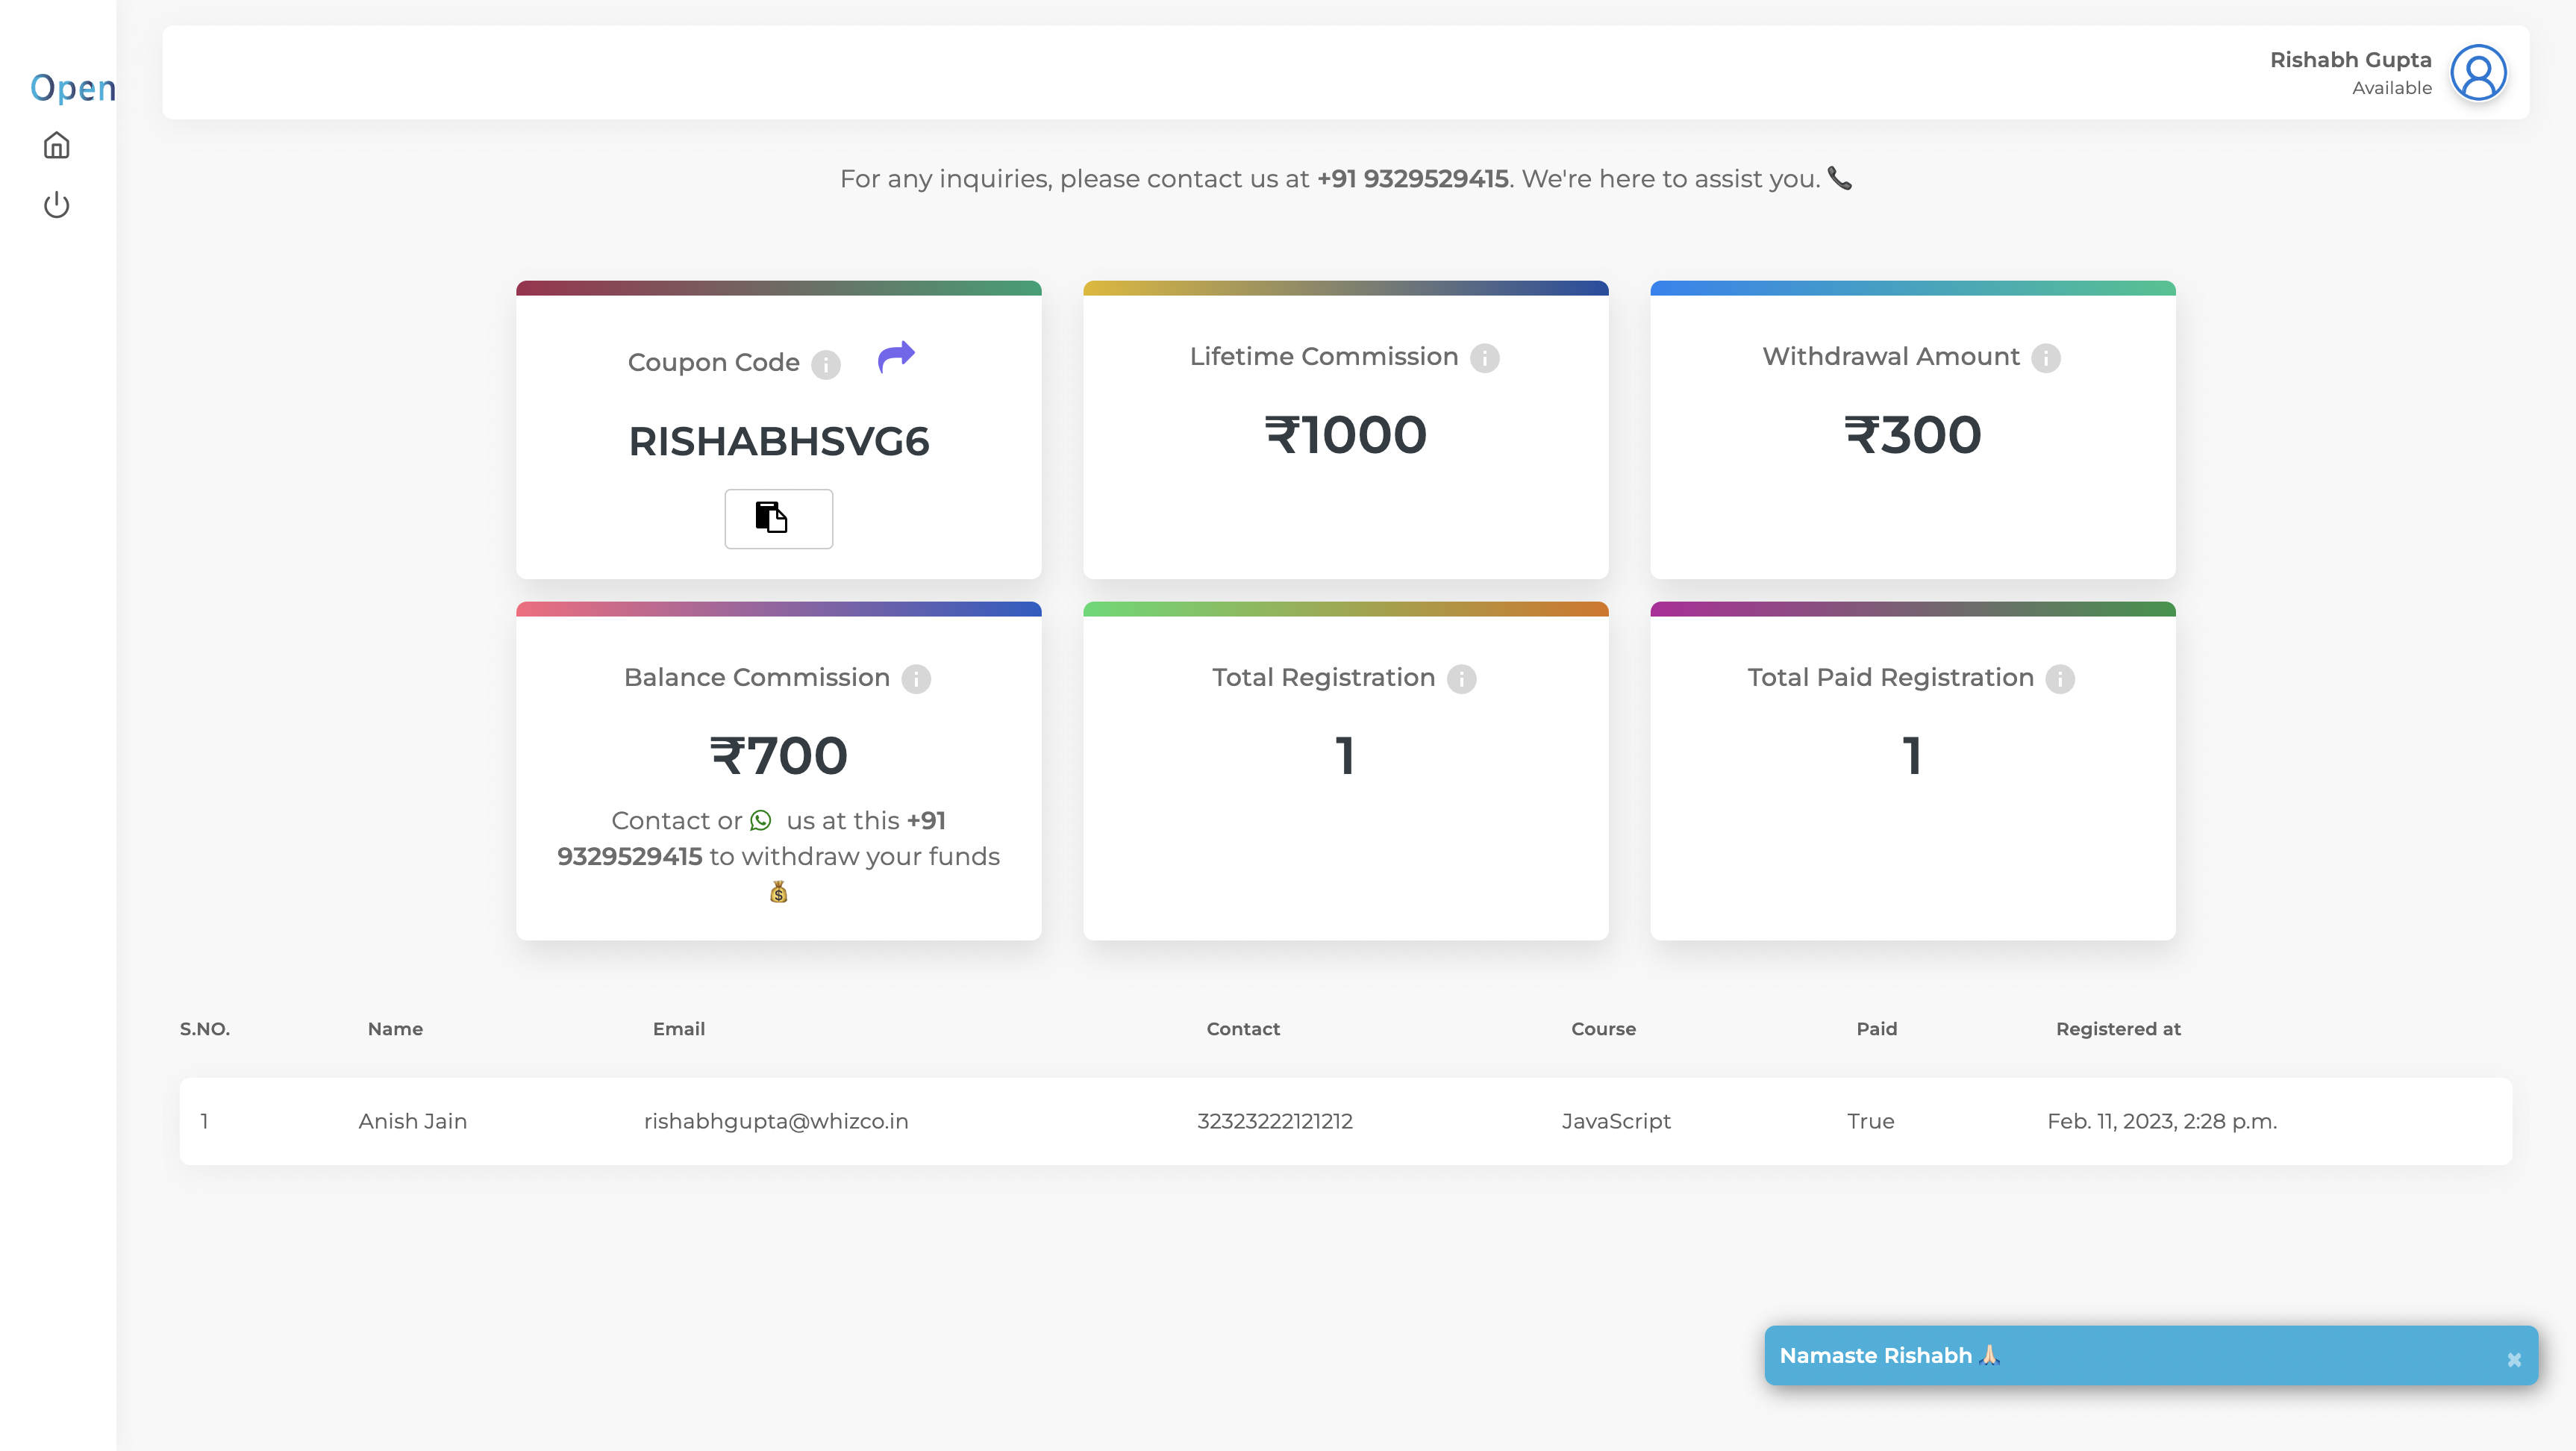 Open
Rishabh Gupta
Available
For any inquiries, please contact us at +91 9329529415. We're here to assist you.
Coupon Code
RISHABHSVG6
Lifetime Commission
₹1000
Withdrawal Amount
₹300
Balance Commission
₹700
Contact or us at this +91
9329529415 to withdraw your funds
Total Registration
1
Total Paid Registration
1
S.NO. Name Email Contact Course Paid Registered at
1 Anish Jain rishabhgupta@whizco.in 32323222121212 JavaScript True Feb. 11, 2023, 2:28 p.m.
Namaste Rishabh 🙏